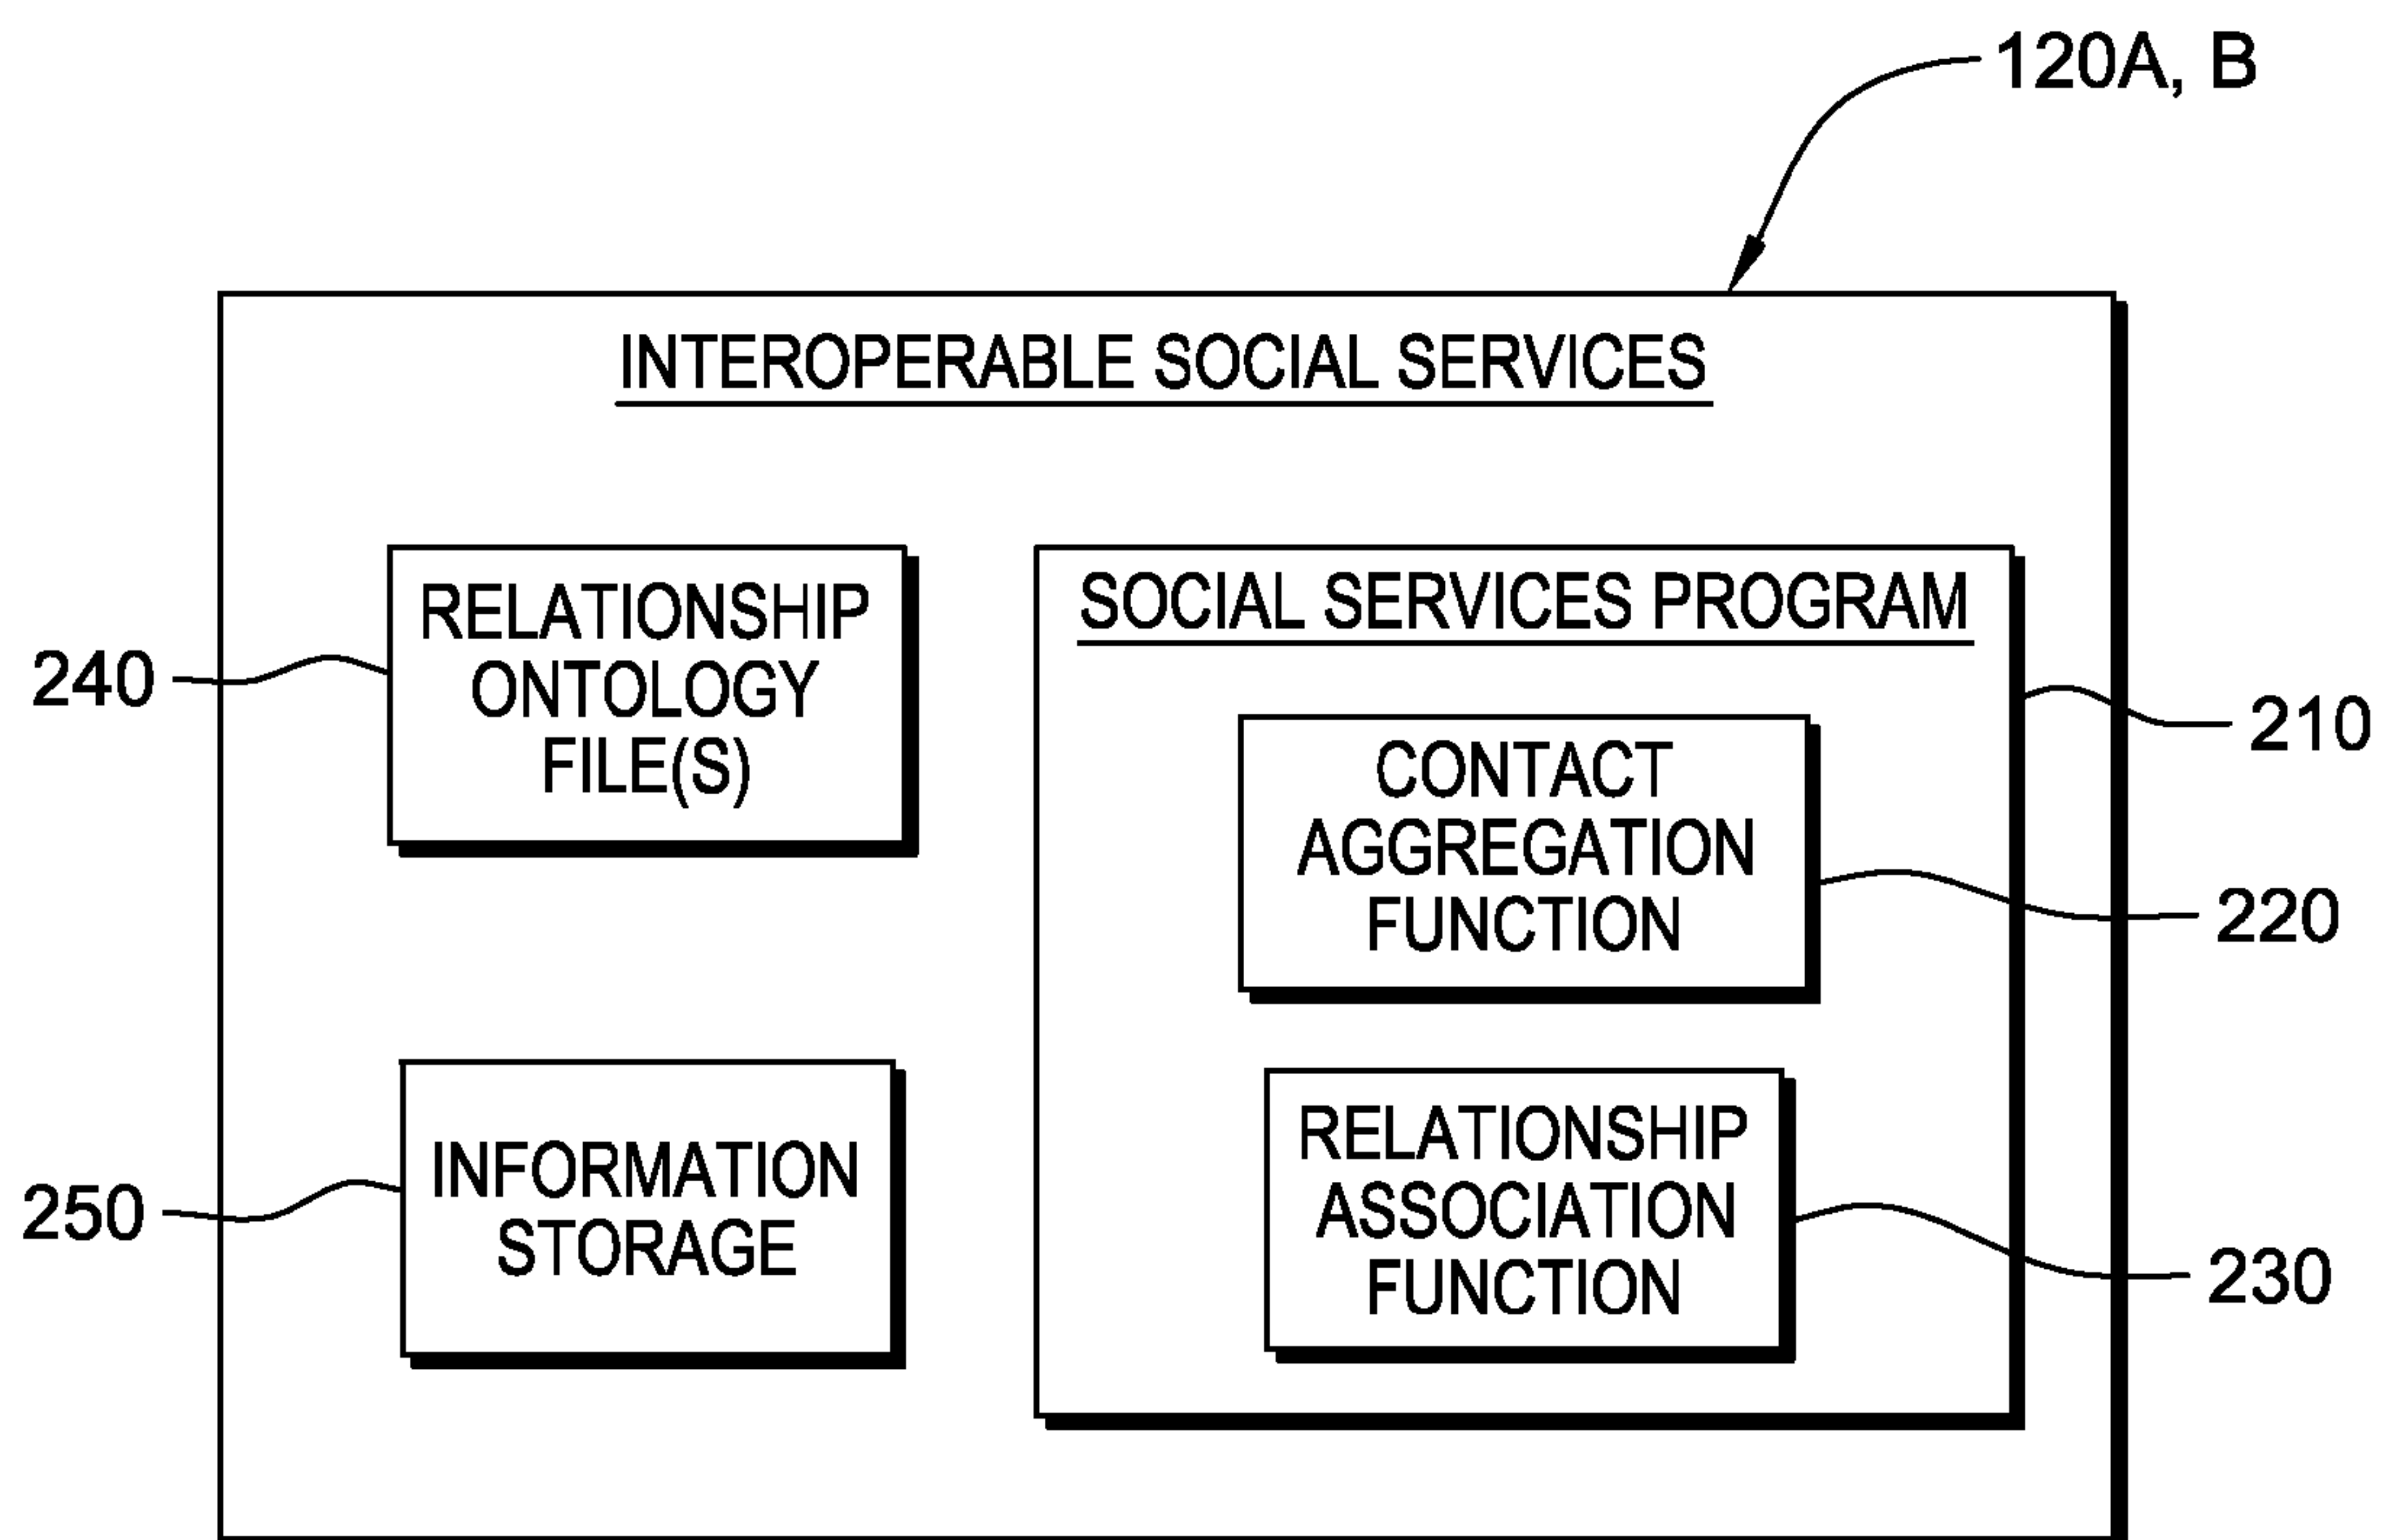 120A, B
INTEROPERABLE SOCIAL SERVICES
RELATIONSHIP
ONTOLOGY
FILE(S)
240
SOCIAL SERVICES PROGRAM
210
CONTACT
AGGREGATION
FUNCTION
220
INFORMATION
STORAGE
250
RELATIONSHIP
ASSOCIATION
FUNCTION
230